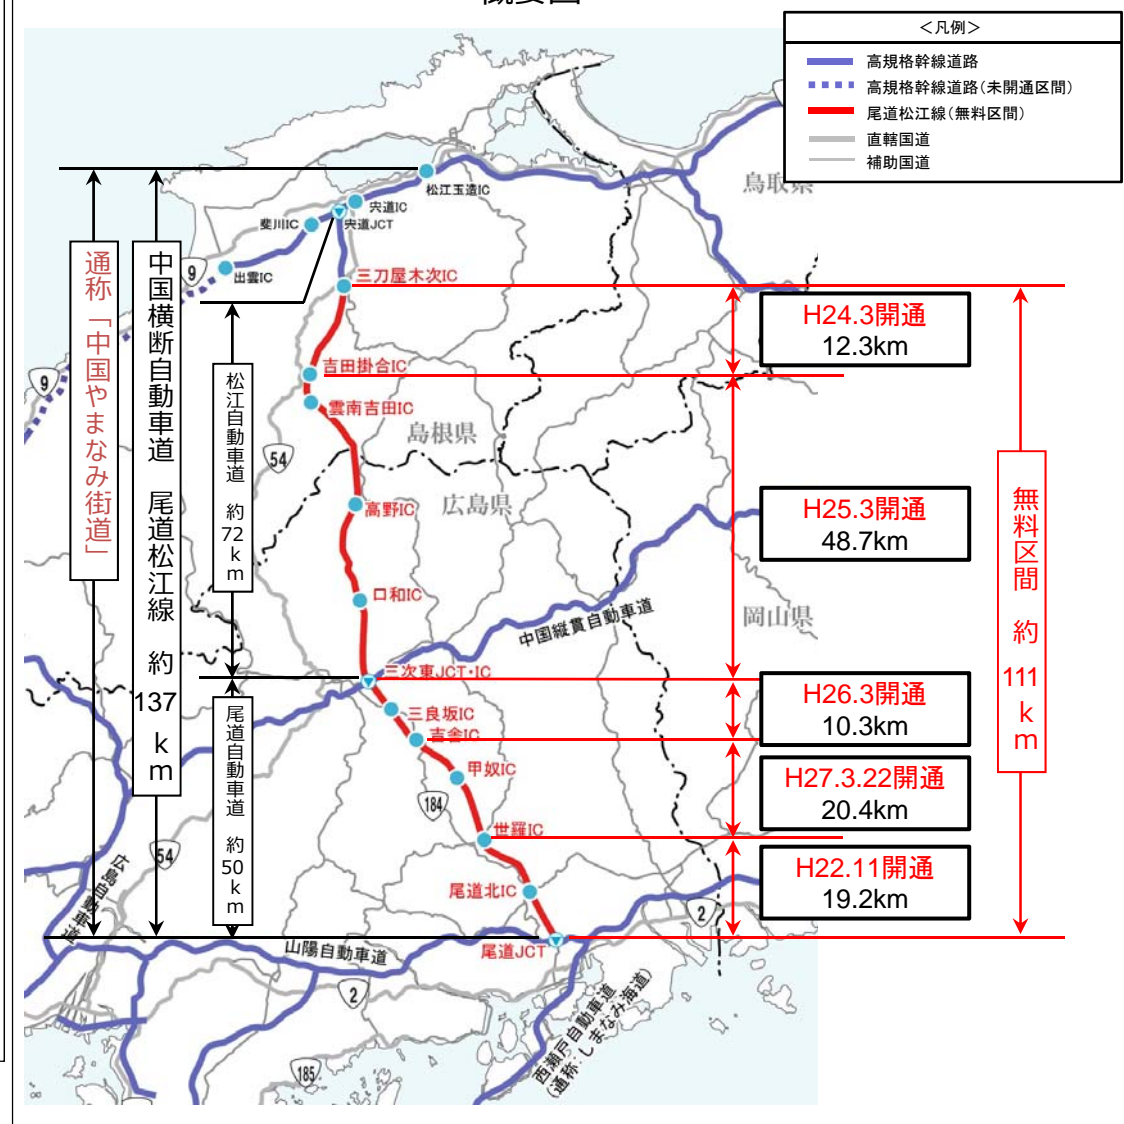 概要図
<凡例>
高規格幹線道路
高規格幹線道路(未開通区間)
尾道松江線(無料区間)
直轄国道
補助国道
鳥取県
松江玉造IC
宍道IC
宍道JCT
斐川IC
出雲IC
9
9
三刀屋木次IC
吉田掛合IC
雲南吉田IC
54
島根県
広島県
高野IC
口和IC
中国縦貫自動車道
岡山県
三次東JCT・IC
三良坂IC
吉舎IC
甲奴IC
184
世羅IC
54
広島自動車道
尾道北IC
2
山陽自動車道
尾道JCT
2
西瀬戸自動車道
(通称:しまなみ海道)
185
通称「中国やまなみ街道」
中国横断自動車道 尾道松江線 約137km
松江自動車道 約72km
尾道自動車道 約50km
H24.3開通
12.3km
H25.3開通
48.7km
H26.3開通
10.3km
H27.3.22開通
20.4km
H22.11開通
19.2km
無料区間 約111km